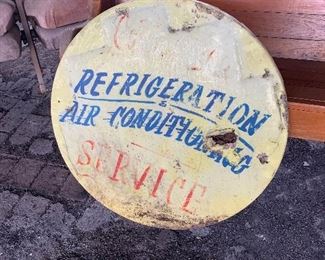 REFRIGERATION
&
AIR CONDITIONING
SERVICE